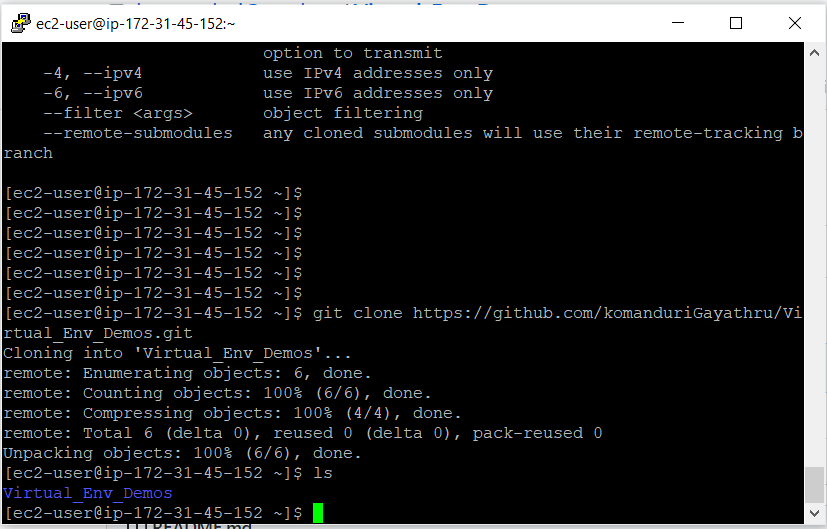 ec2-user@ip-172-31-45-152:~
option to transmit
-4, --ipv4 use IPv4 addresses only
-6, --ipv6 use IPv6 addresses only
--filter <args> object filtering
--remote-submodules any cloned submodules will use their remote-tracking b
ranch
[ec2-user@ip-172-31-45-152 ~]$
[ec2-user@ip-172-31-45-152 ~]$
[ec2-user@ip-172-31-45-152 ~]$
[ec2-user@ip-172-31-45-152 ~]$
[ec2-user@ip-172-31-45-152 ~]$
[ec2-user@ip-172-31-45-152 ~]$
[ec2-user@ip-172-31-45-152 ~]$ git clone https://github.com/komanduriGayathru/Vi
rtual_Env_Demos.git
Cloning into 'Virtual_Env_Demos'...
remote: Enumerating objects: 6, done.
remote: Counting objects: 100% (6/6), done.
remote: Compressing objects: 100% (4/4), done.
remote: Total 6 (delta 0), reused 0 (delta 0), pack-reused 0
Unpacking objects: 100% (6/6), done.
[ec2-user@ip-172-31-45-152 ~]$ ls
Virtual_Env_Demos
[ec2-user@ip-172-31-45-152 ~]$
README.md